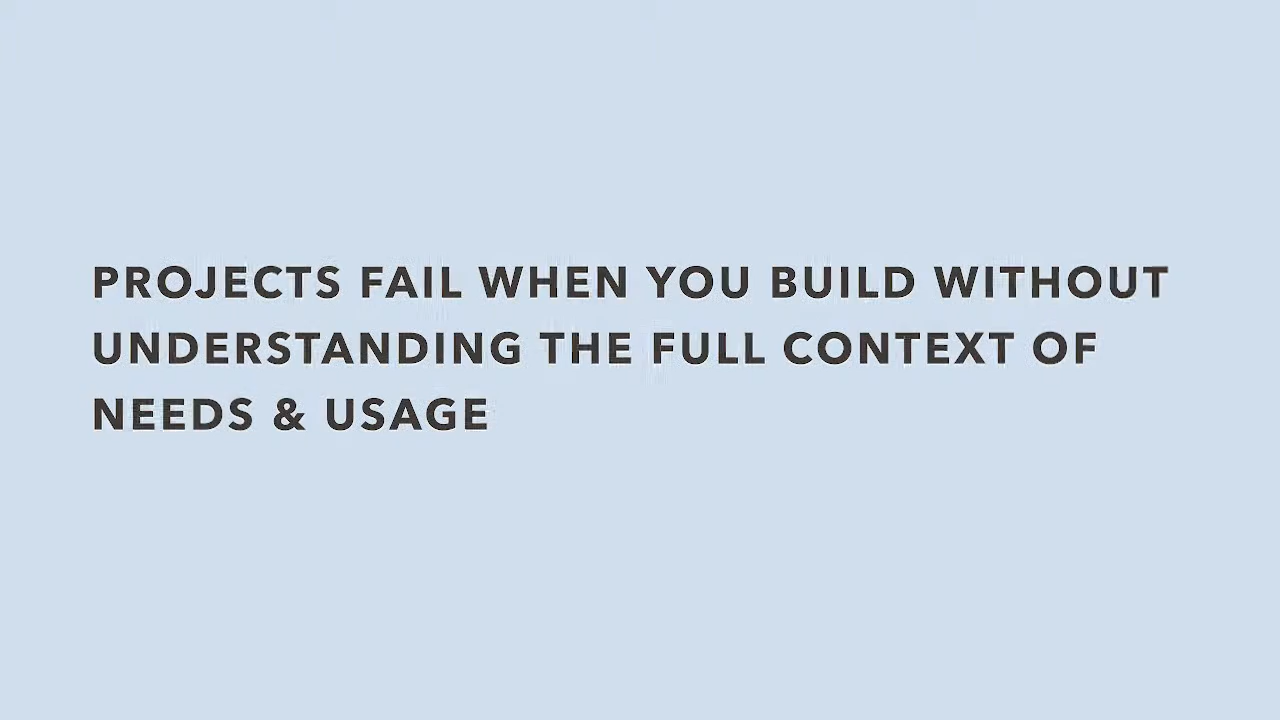 PROJECTS FAIL WHEN YOU BUILD WITHOUT
UNDERSTANDING THE FULL CONTEXT OF
NEEDS & USAGE